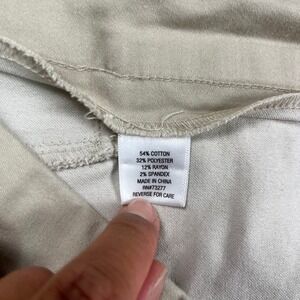 54% COTTON
32% POLYESTER
12% RAYON
2% SPANDEX
MADE IN CHINA
RN#73277
REVERSE FOR CARE